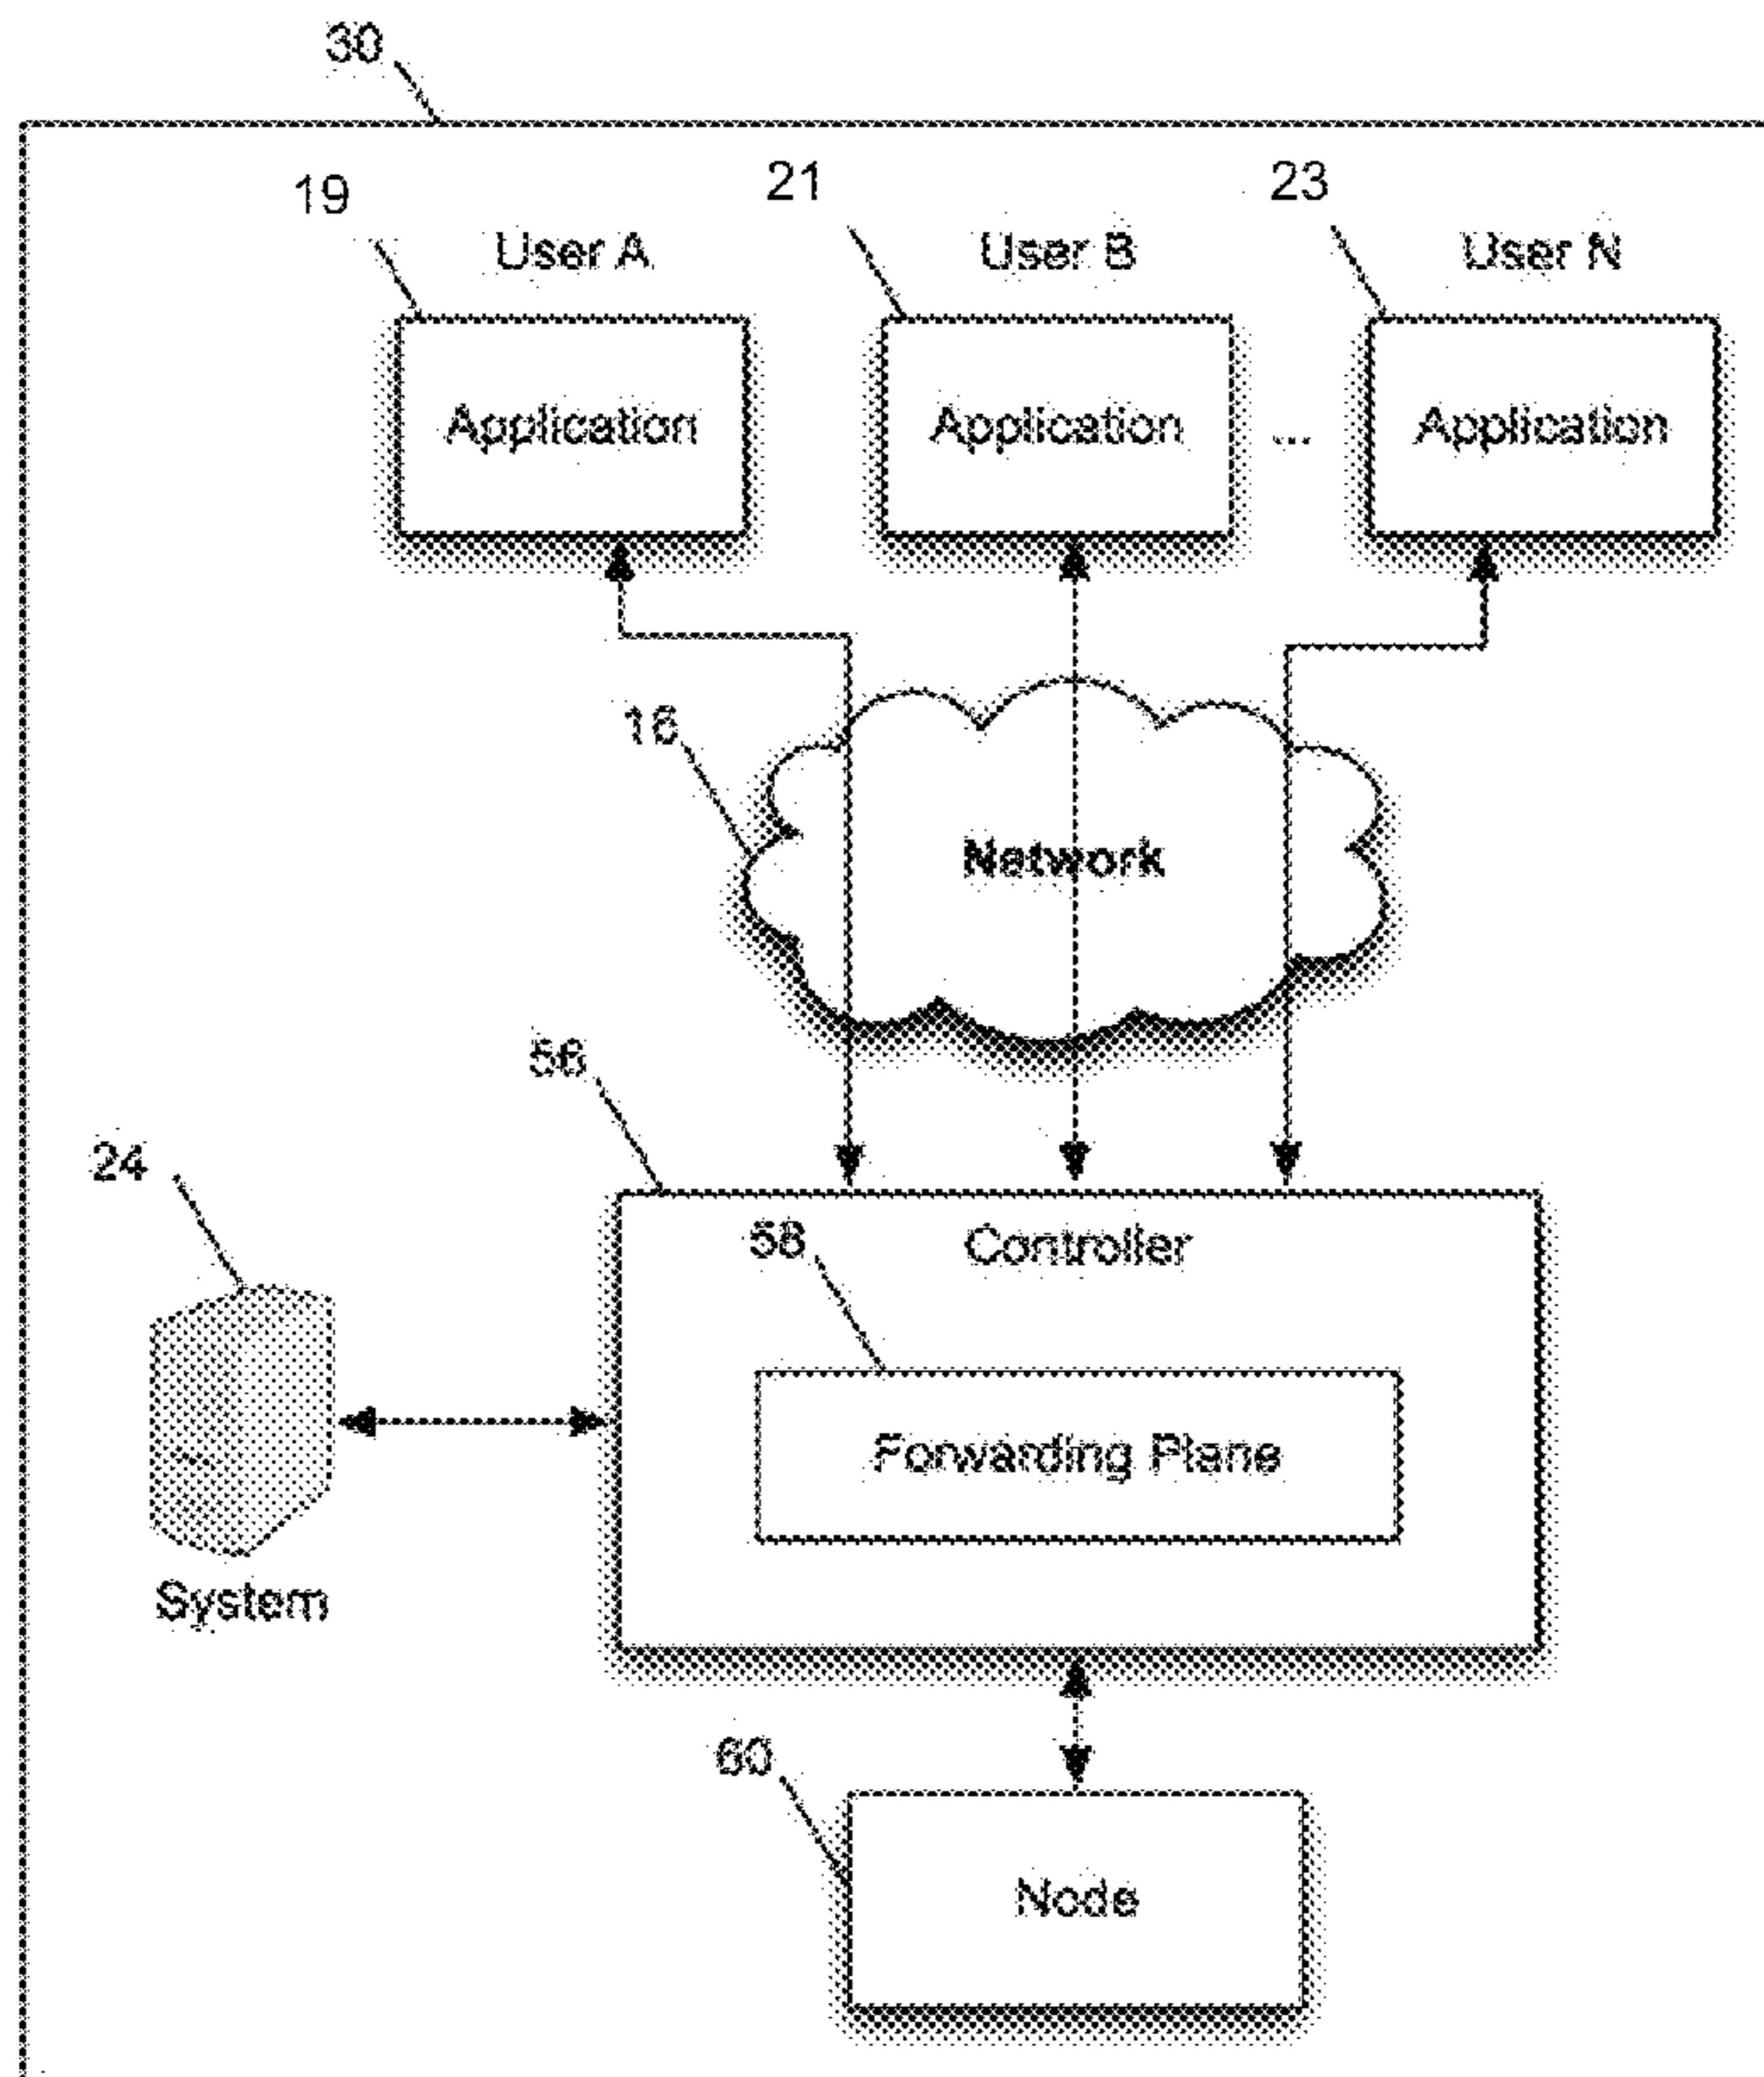 30
19
21
23
User A
User B
User N
Application
Application
...
Application
16
Network
56
24
58
Controller
Forwarding Plane
System
60
Node